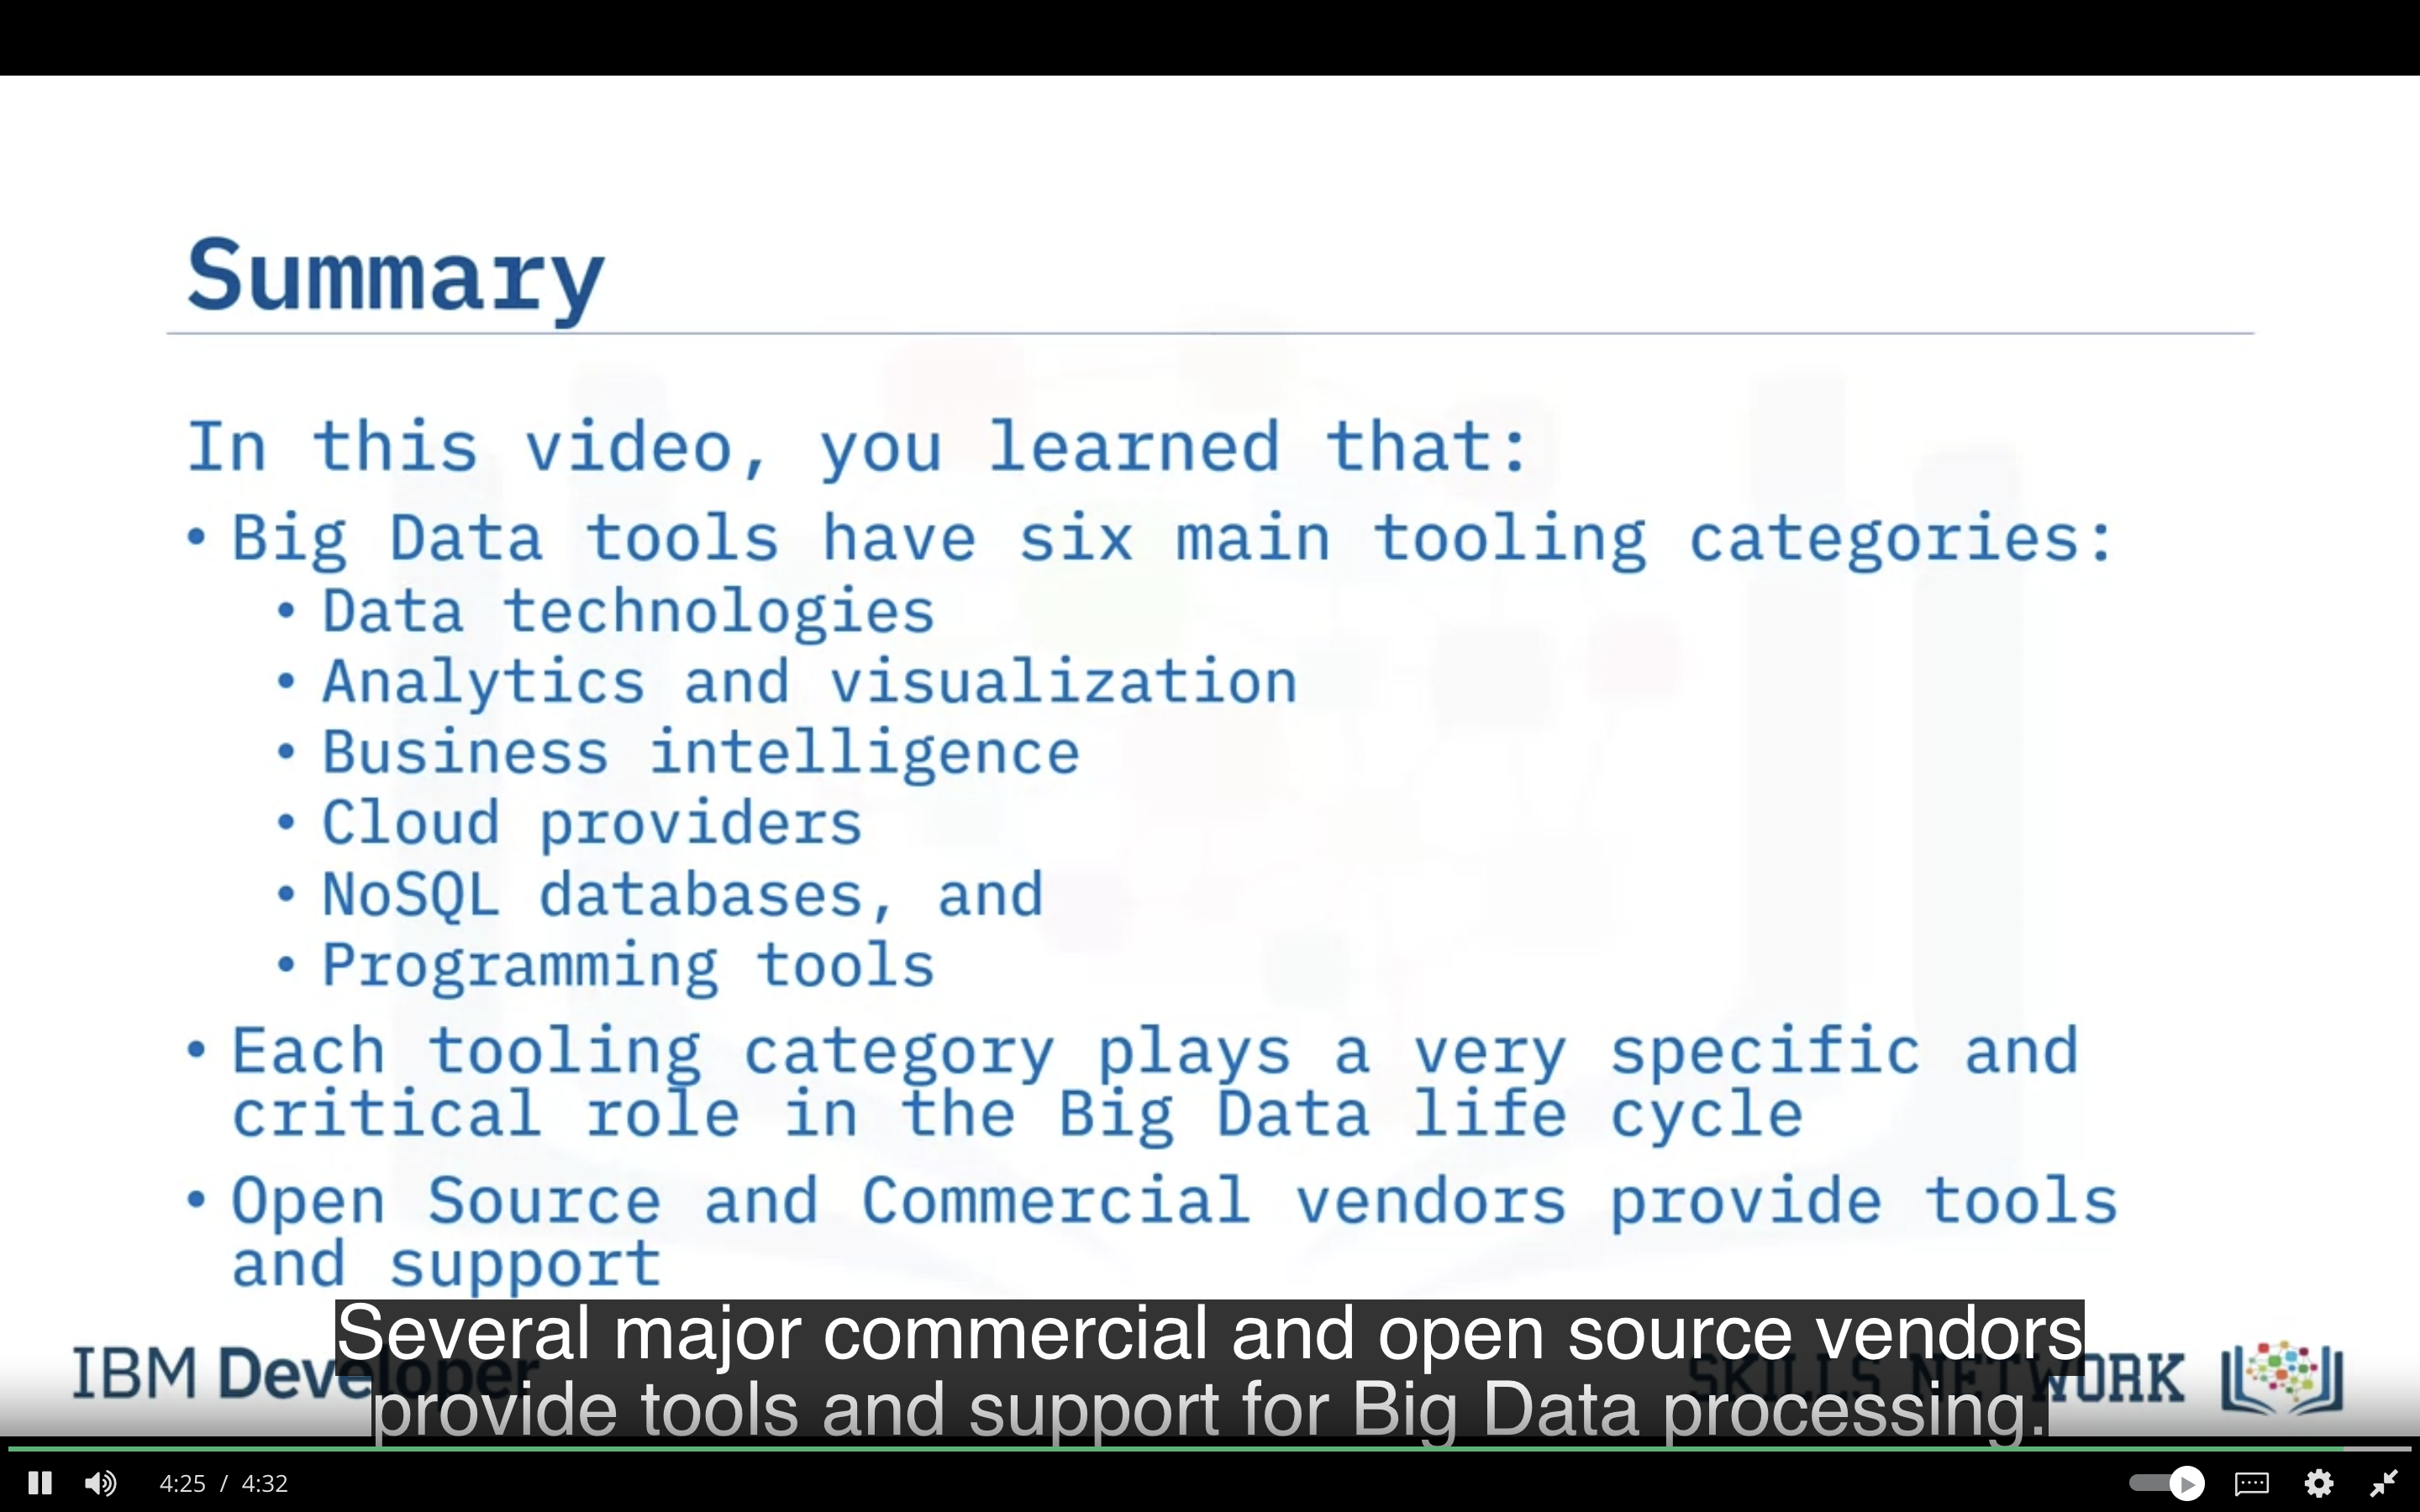 Summary
In this video, you learned that:
• Big Data tools have six main tooling categories:
• Data technologies
• Analytics and visualization
• Business intelligence
• Cloud providers
• NoSQL databases, and
• Programming tools
• Each tooling category plays a very specific and
critical role in the Big Data life cycle
• Open Source and Commercial vendors provide tools
and support
Several major commercial and open source vendors
provide tools and support for Big Data processing.
IBM Developer
SKILLS NETWORK
4:25 / 4:32